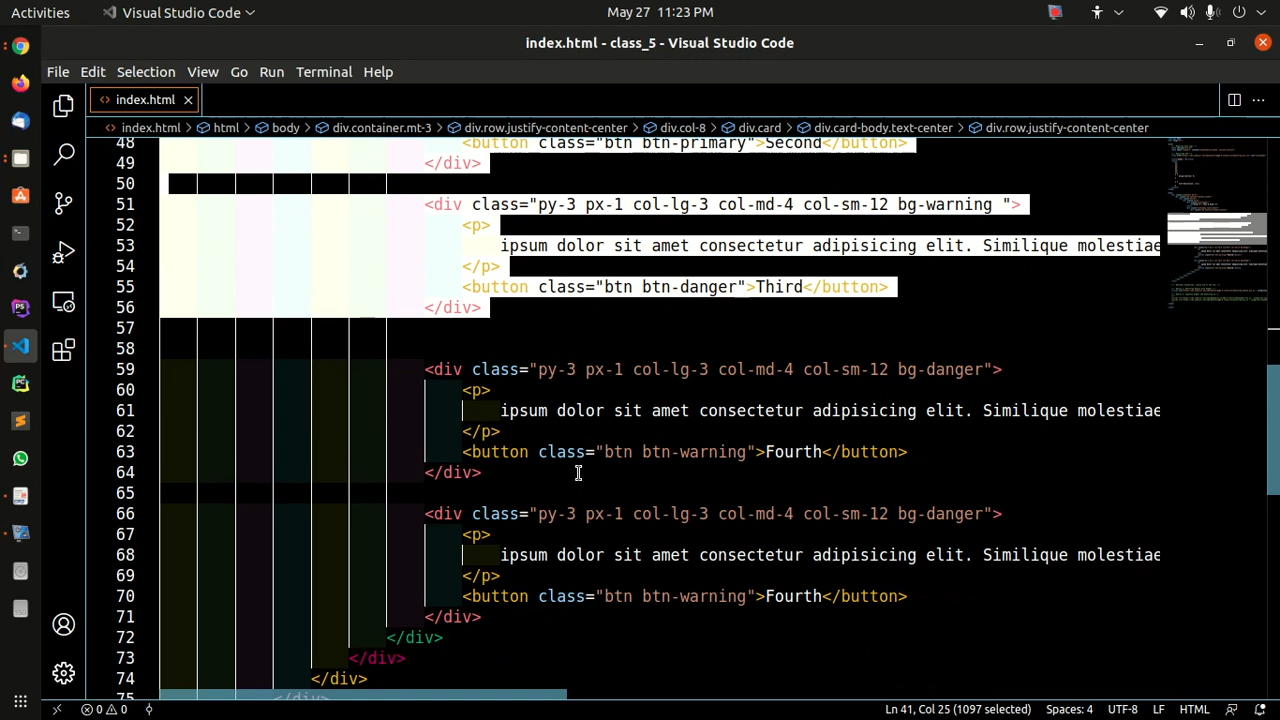 Activities
Visual Studio Code
May 27 11:23 PM
index.html - class_5 - Visual Studio Code
File Edit Selection View Go Run Terminal Help
index.html
index.html html body div.container.mt-3 div.row.justify-content-center div.col-8 div.card div.card-body.text-center div.row.justify-content-center
48 <button class="btn btn-primary">Second</button>
49 </div>
50
51 <div class="py-3 px-1 col-lg-3 col-md-4 col-sm-12 bg-warning ">
52 <p>
53 ipsum dolor sit amet consectetur adipisicing elit. Similique molestiae
54 </p>
55 <button class="btn btn-danger">Third</button>
56 </div>
57
58
59 <div class="py-3 px-1 col-lg-3 col-md-4 col-sm-12 bg-danger">
60 <p>
61 ipsum dolor sit amet consectetur adipisicing elit. Similique molestiae
62 </p>
63 <button class="btn btn-warning">Fourth</button>
64 </div>
65
66 <div class="py-3 px-1 col-lg-3 col-md-4 col-sm-12 bg-danger">
67 <p>
68 ipsum dolor sit amet consectetur adipisicing elit. Similique molestiae
69 </p>
70 <button class="btn btn-warning">Fourth</button>
71 </div>
72 </div>
73 </div>
74 </div>
75 </div>
0 0 Ln 41, Col 25 (1097 selected) Spaces: 4 UTF-8 LF HTML